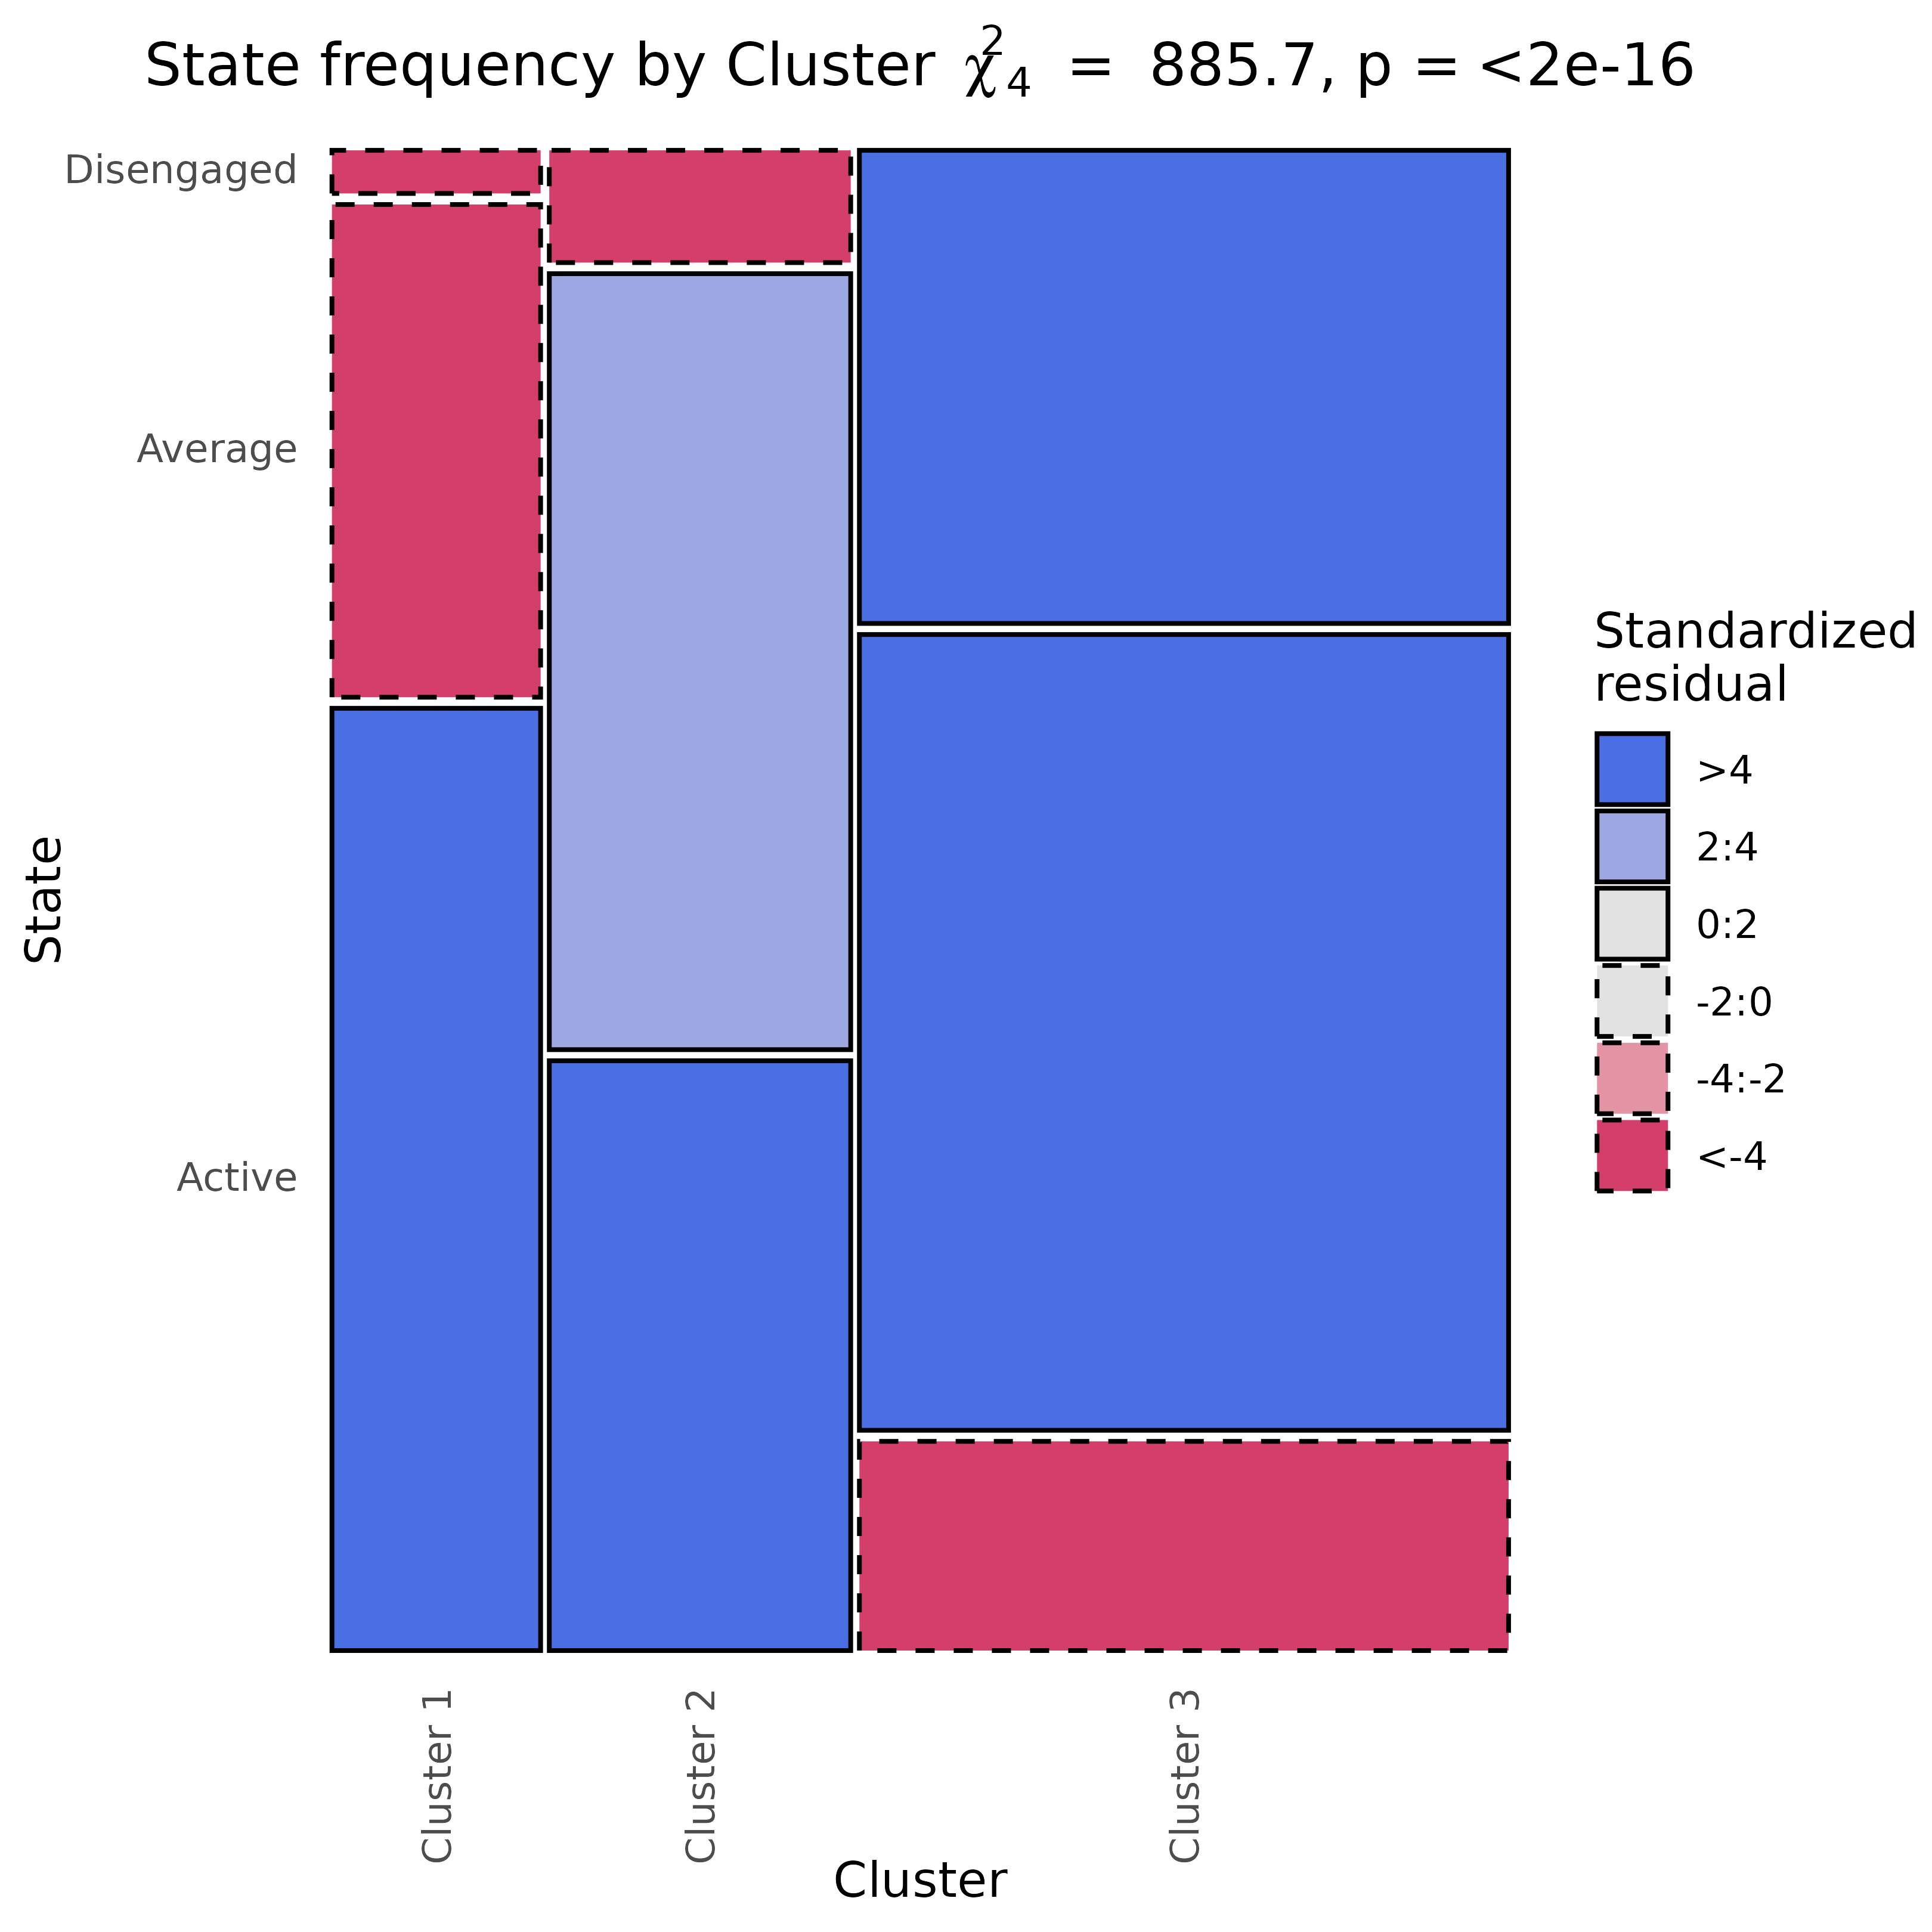 State frequency by Cluster χ²₄ = 885.7, p = <2e-16
Disengaged
Average
Active
State
Cluster 1
Cluster 2
Cluster 3
Cluster
Standardized
residual
>4
2:4
0:2
-2:0
-4:-2
<-4